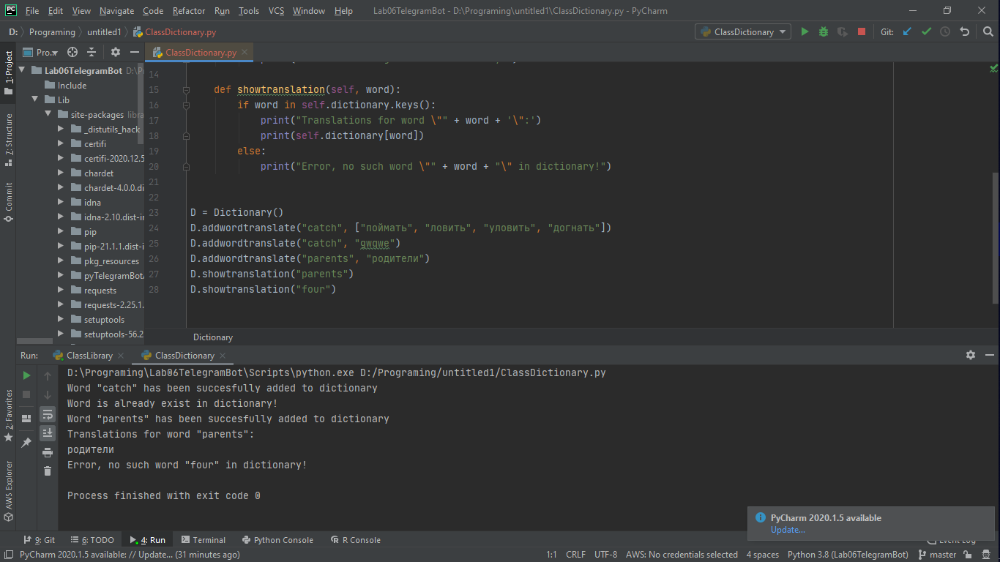 File Edit View Navigate Code Refactor Run Tools VCS Window Help Lab06TelegramBot - D:\Programing\untitled1\ClassDictionary.py - PyCharm
D: Programing untitled1 ClassDictionary.py ClassDictionary Git:
1: Project
7: Structure
Commit
2: Favorites
AWS Explorer
Pro..
Lab06TelegramBot D:\P
Include
Lib
site-packages libra
_distutils_hack
certifi
certifi-2020.12.5
chardet
chardet-4.0.0.di
idna
idna-2.10.dist-i
pip
pip-21.1.1.dist-i
pkg_resources
pyTelegramBot
requests
requests-2.25.1.
setuptools
setuptools-56.2
ClassDictionary.py
14
15 def showtranslation(self, word):
16 if word in self.dictionary.keys():
17 print("Translations for word \"" + word + '\":')
18 print(self.dictionary[word])
19 else:
20 print("Error, no such word \"" + word + "\" in dictionary!")
21
22
23 D = Dictionary()
24 D.addwordtranslate("catch", ["поймать", "ловить", "уловить", "догнать"])
25 D.addwordtranslate("catch", "qwqwe")
26 D.addwordtranslate("parents", "родители")
27 D.showtranslation("parents")
28 D.showtranslation("four")
Dictionary
Run: ClassLibrary ClassDictionary
D:\Programing\Lab06TelegramBot\Scripts\python.exe D:/Programing/untitled1/ClassDictionary.py
Word "catch" has been succesfully added to dictionary
Word is already exist in dictionary!
Word "parents" has been succesfully added to dictionary
Translations for word "parents":
родители
Error, no such word "four" in dictionary!
Process finished with exit code 0
PyCharm 2020.1.5 available
Update...
9: Git 6: TODO 4: Run Terminal Python Console R Console Event Log
PyCharm 2020.1.5 available: // Update... (31 minutes ago) 1:1 CRLF UTF-8 AWS: No credentials selected 4 spaces Python 3.8 (Lab06TelegramBot) master